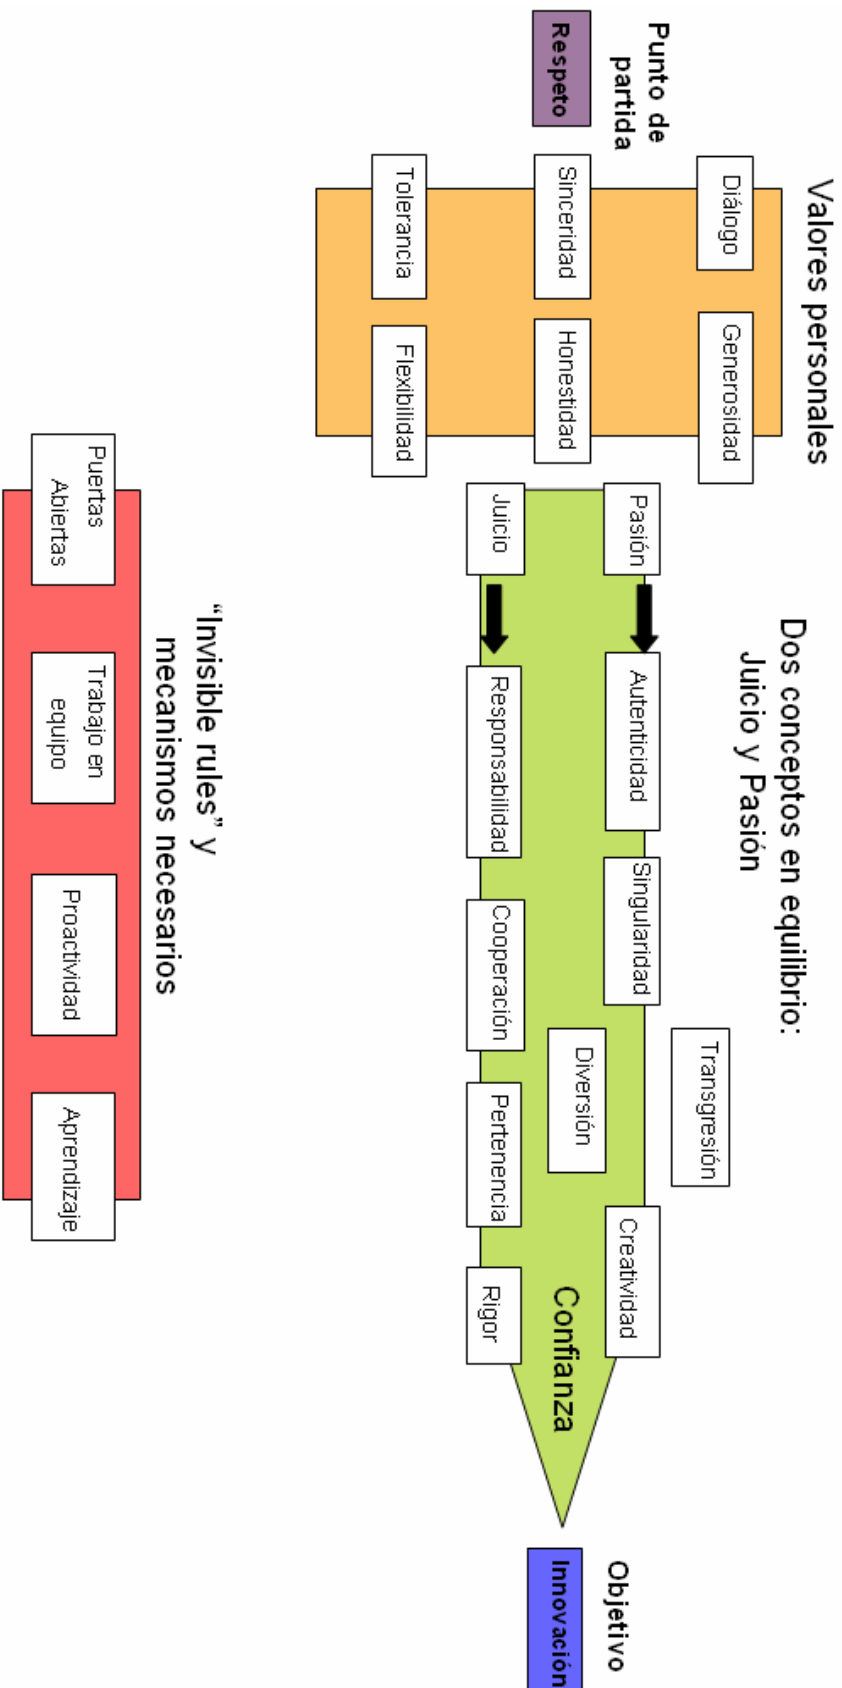 Valores personales
Dos conceptos en equilibrio:
Juicio y Pasión
Punto de
partida
Respeto
Diálogo
Generosidad
Sinceridad
Honestidad
Tolerancia
Flexibilidad
Pasión
Autenticidad
Singularidad
Transgresión
Creatividad
Diversión
Confianza
Juicio
Responsabilidad
Cooperación
Pertenencia
Rigor
Objetivo
Innovación
“Invisible rules” y
mecanismos necesarios
Puertas
Abiertas
Trabajo en
equipo
Proactividad
Aprendizaje